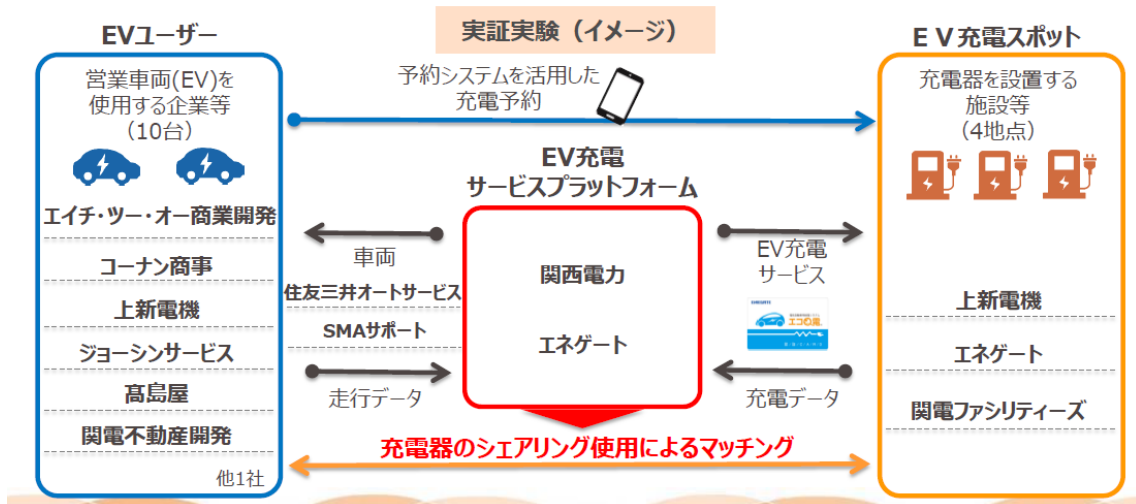 実証実験（イメージ）
EVユーザー
営業車両(EV)を
使用する企業等
（10台）
エイチ・ツー・オー商業開発
コーナン商事
上新電機
ジョーシンサービス
髙島屋
関電不動産開発
他1社
予約システムを活用した
充電予約
EV充電
サービスプラットフォーム
関西電力
エネゲート
車両
住友三井オートサービス
SMAサポート
走行データ
EV充電
サービス
エコQ電
充電データ
充電器のシェアリング使用によるマッチング
ＥＶ充電スポット
充電器を設置する
施設等
（4地点）
上新電機
エネゲート
関電ファシリティーズ